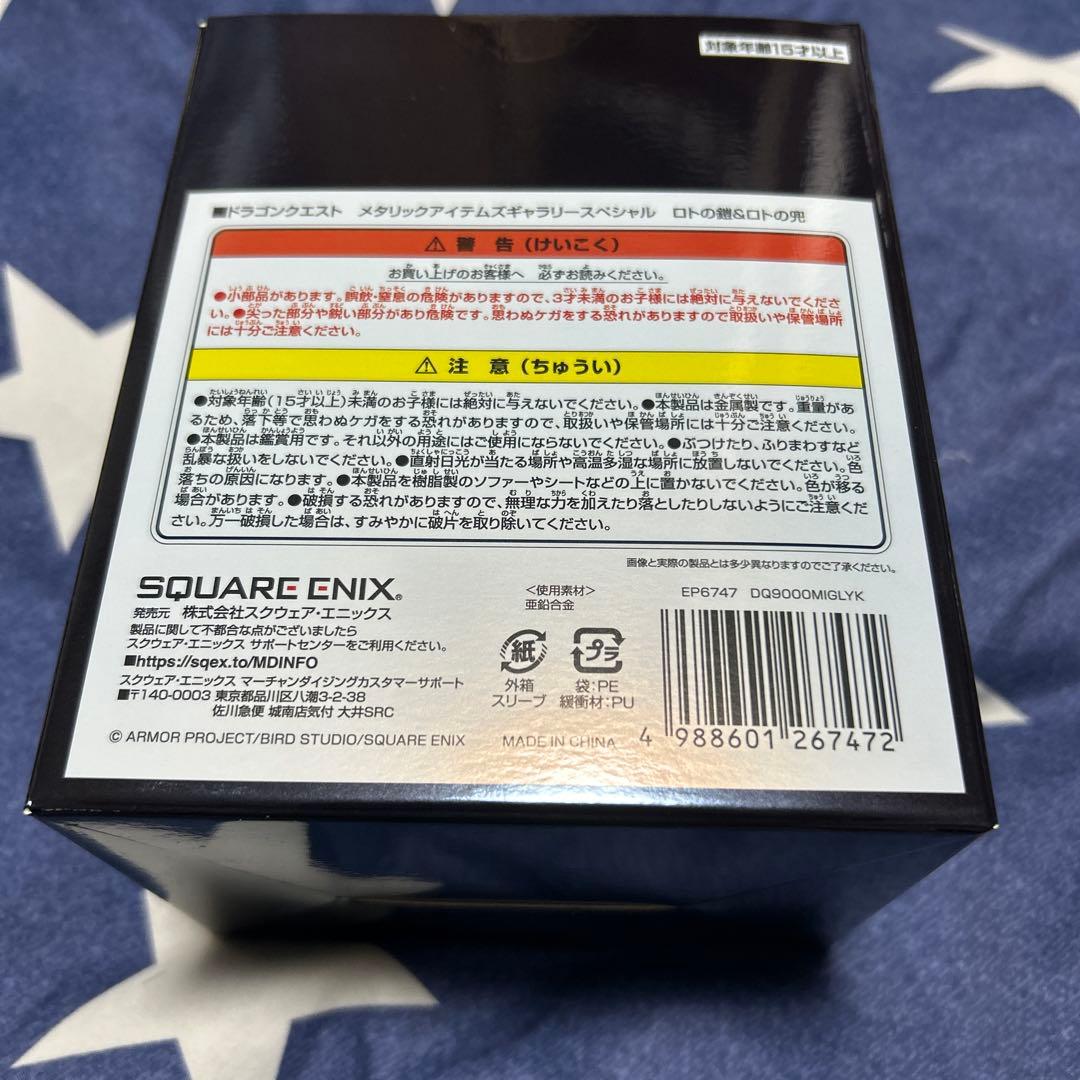 対象年齢15才以上
■ドラゴンクエスト メタリックアイテムズギャラリースペシャル ロトの鎧&ロトの兜
⚠ 警 告（けいこく）
お買い上げのお客様へ 必ずお読みください。
●小部品があります。誤飲・窒息の危険がありますので、3才未満のお子様には絶対に与えないでくださ
い。●尖った部分や鋭い部分があり危険です。思わぬケガをする恐れがありますので取扱いや保管場所
には十分ご注意ください。
⚠ 注 意（ちゅうい）
●対象年齢（15才以上）未満のお子様には絶対に与えないでください。●本製品は金属製です。重量があ
るため、落下等で思わぬケガをする恐れがありますので、取扱いや保管場所には十分ご注意ください。
●本製品は鑑賞用です。それ以外の用途にはご使用にならないでください。●ぶつけたり、ふりまわすなど
乱暴な扱いをしないでください。●直射日光が当たる場所や高温多湿な場所に放置しないでください。色
落ちの原因になります。●本製品を樹脂製のソファーやシートなどの上に置かないでください。色が移る
場合があります。●破損する恐れがありますので、無理な力を加えたり落としたりしないようにご注意くだ
さい。万一破損した場合は、すみやかに破片を取り除いてください。
画像と実際の製品とは多少異なりますのでご了承ください。
SQUARE ENIX®
発売元 株式会社スクウェア・エニックス
製品に関して不都合な点がございましたら
スクウェア・エニックス サポートセンターをご利用ください。
■https://sqex.to/MDINFO
スクウェア・エニックス マーチャンダイジングカスタマーサポート
■〒140-0003 東京都品川区八潮3-2-38
佐川急便 城南店気付 大井SRC
© ARMOR PROJECT/BIRD STUDIO/SQUARE ENIX
<使用素材>
亜鉛合金
紙
外箱
スリーブ
プラ
袋:PE
緩衝材:PU
MADE IN CHINA
EP6747 DQ9000MIGLYK
4 988601 267472